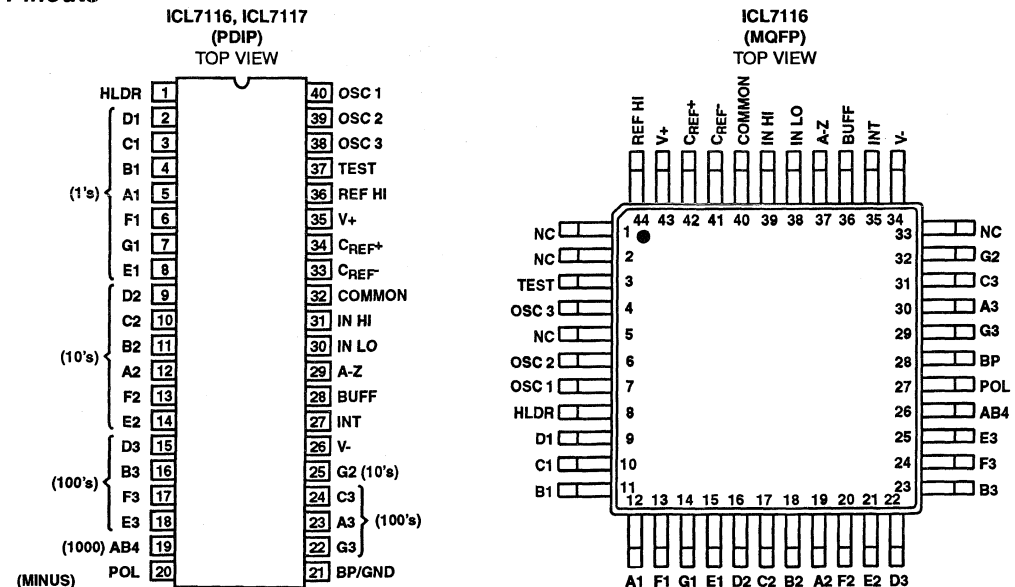 ICL7116, ICL7117
(PDIP)
TOP VIEW
HLDR 1
D1 2
C1 3
B1 4
(1's) A1 5
F1 6
G1 7
E1 8
D2 9
C2 10
B2 11
(10's)
A2 12
F2 13
E2 14
D3 15
B3 16
(100's)
F3 17
E3 18
(1000) AB4 19
POL 20
(MINUS)
40 OSC 1
39 OSC 2
38 OSC 3
37 TEST
36 REF HI
35 V+
34 CREF+
33 CREF-
32 COMMON
31 IN HI
30 IN LO
29 A-Z
28 BUFF
27 INT
26 V-
25 G2 (10's)
24 C3
23 A3 (100's)
22 G3
21 BP/GND
ICL7116
(MQFP)
TOP VIEW
REF HI V+ CREF+ CREF- COMMON IN HI IN LO A-Z BUFF INT V-
44 43 42 41 40 39 38 37 36 35 34
NC 1
NC 2
TEST 3
OSC 3 4
NC 5
OSC 2 6
OSC 1 7
HLDR 8
D1 9
C1 10
B1 11
33 NC
32 G2
31 C3
30 A3
29 G3
28 BP
27 POL
26 AB4
25 E3
24 F3
23 B3
12 13 14 15 16 17 18 19 20 21 22
A1 F1 G1 E1 D2 C2 B2 A2 F2 E2 D3